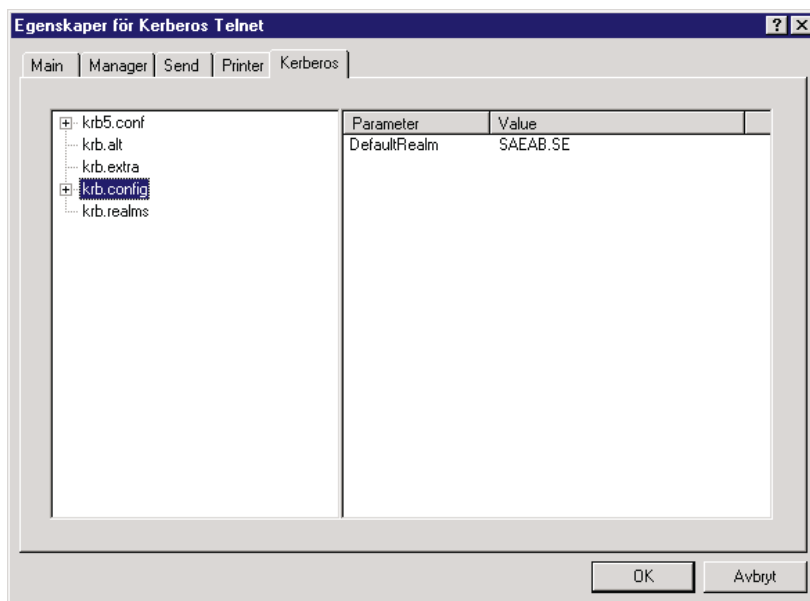 Egenskaper för Kerberos Telnet
Main Manager Send Printer Kerberos
krb5.conf
krb.alt
krb.extra
krb.config
krb.realms
Parameter Value
DefaultRealm SAEAB.SE
OK Avbryt